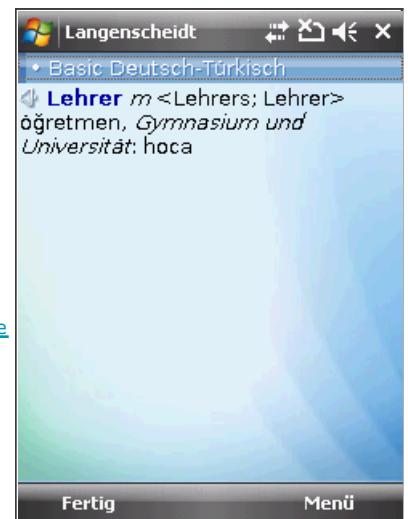 Langenscheidt
• Basic Deutsch-Türkisch
Lehrer m <Lehrers; Lehrer>
öğretmen, Gymnasium und
Universität: hoca
e
Fertig Menü